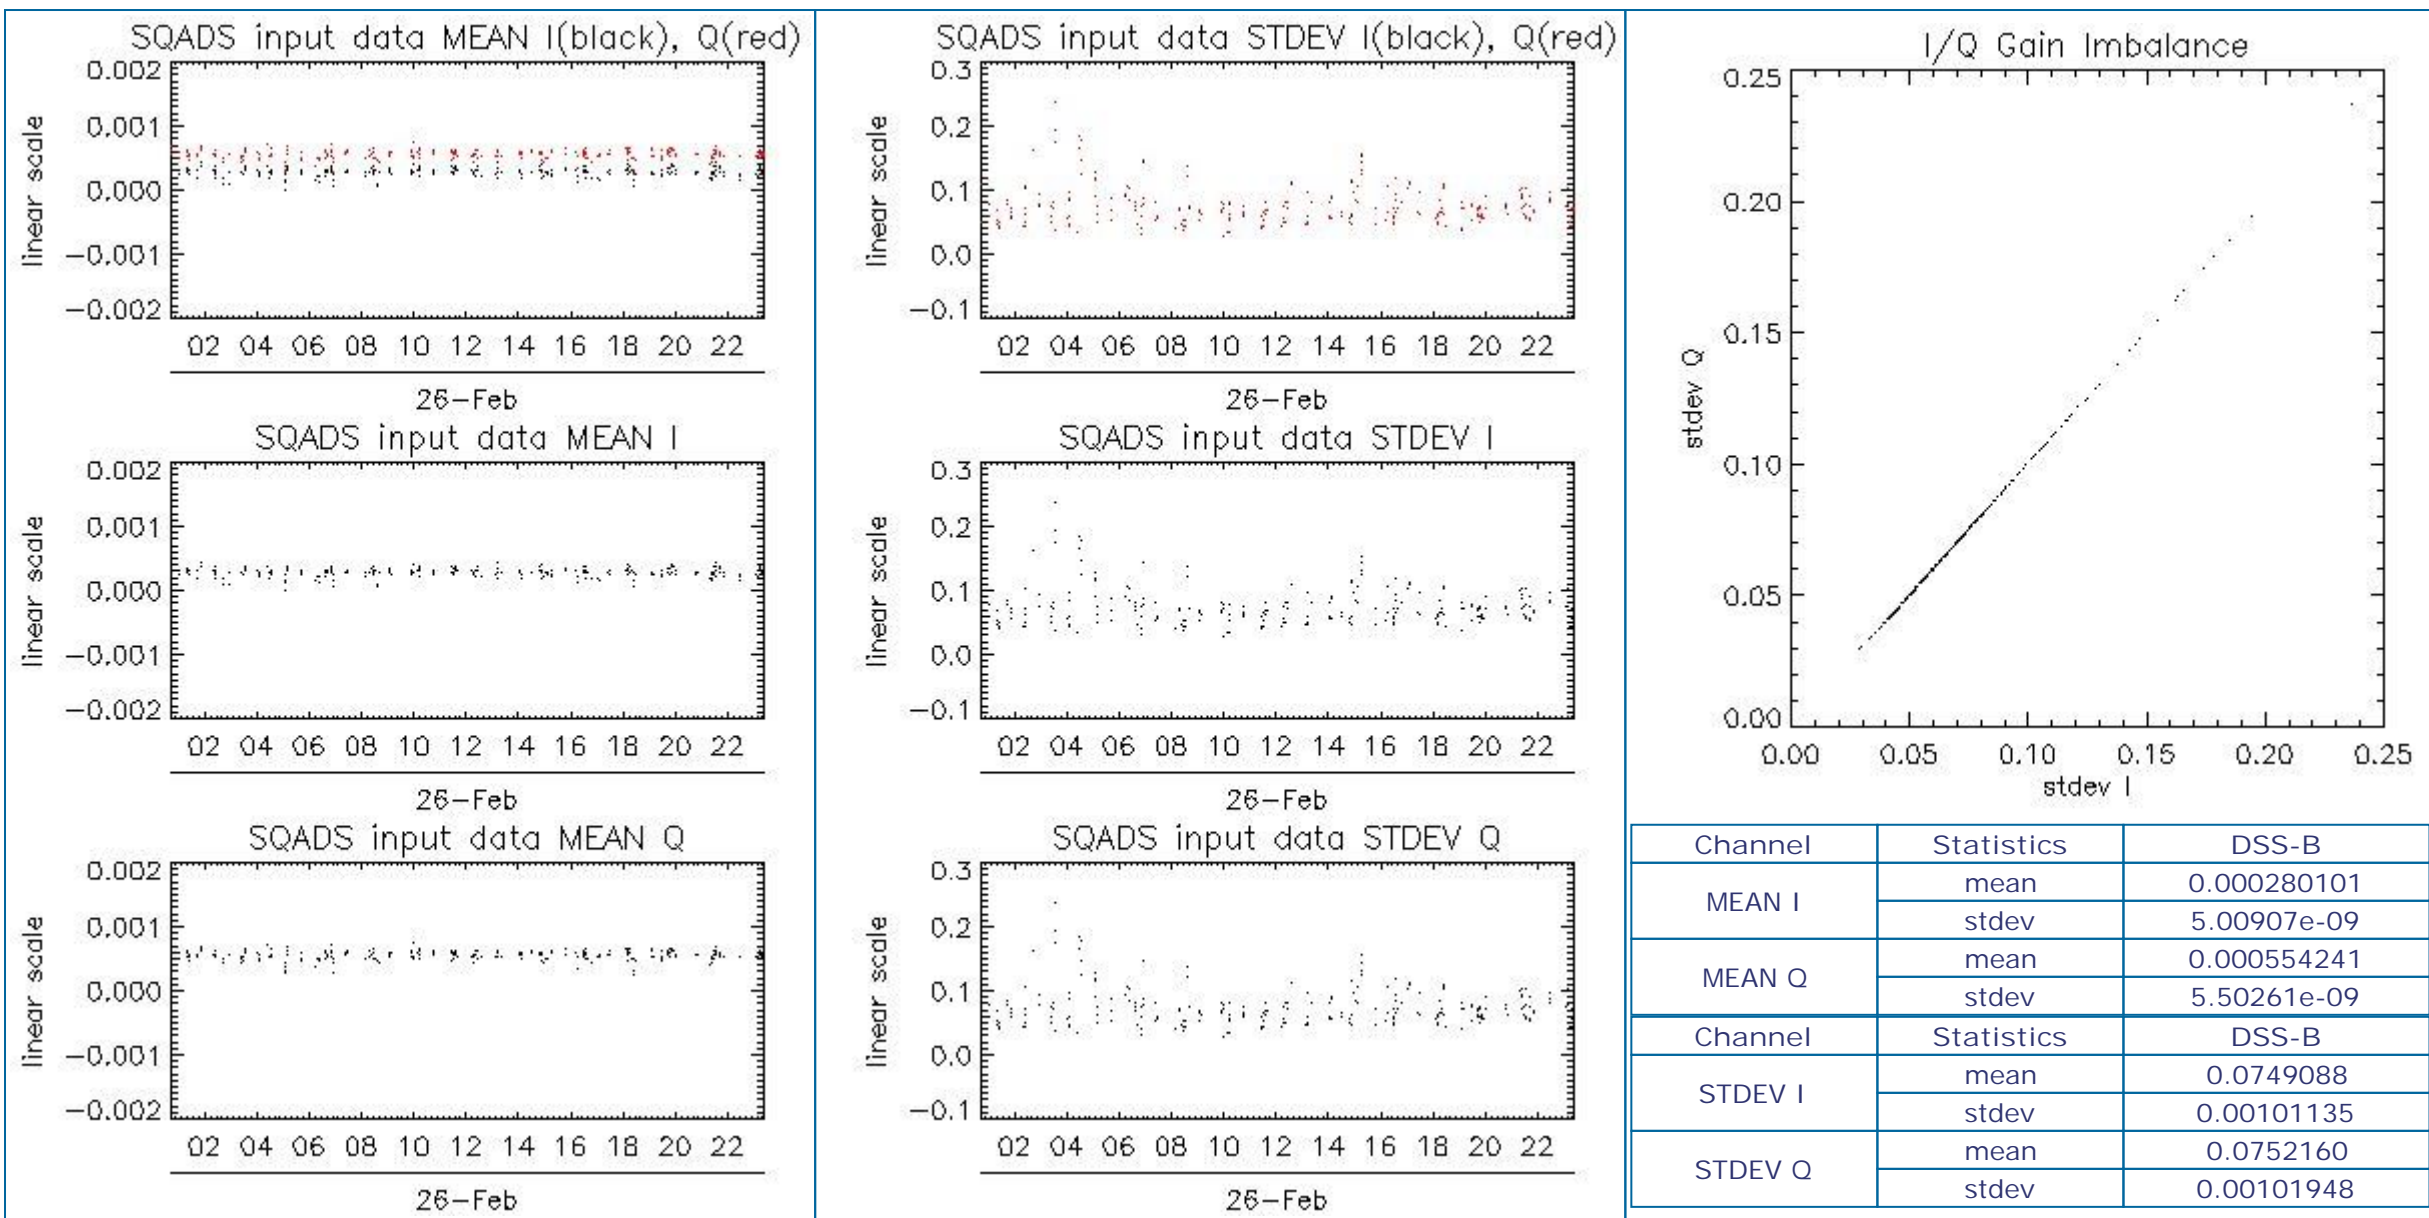 SQADS input data MEAN I(black), Q(red)
0.002
0.001
0.000
-0.001
-0.002
linear scale
02 04 06 08 10 12 14 16 18 20 22
26-Feb
SQADS input data MEAN I
0.002
0.001
0.000
-0.001
-0.002
linear scale
02 04 06 08 10 12 14 16 18 20 22
26-Feb
SQADS input data MEAN Q
0.002
0.001
0.000
-0.001
-0.002
linear scale
02 04 06 08 10 12 14 16 18 20 22
26-Feb
SQADS input data STDEV I(black), Q(red)
0.3
0.2
0.1
0.0
-0.1
linear scale
02 04 06 08 10 12 14 16 18 20 22
26-Feb
SQADS input data STDEV I
0.3
0.2
0.1
0.0
-0.1
linear scale
02 04 06 08 10 12 14 16 18 20 22
26-Feb
SQADS input data STDEV Q
0.3
0.2
0.1
0.0
-0.1
linear scale
02 04 06 08 10 12 14 16 18 20 22
26-Feb
I/Q Gain Imbalance
0.25
0.20
0.15
0.10
0.05
0.00
stdev Q
0.00 0.05 0.10 0.15 0.20 0.25
stdev I
Channel Statistics DSS-B
MEAN I mean 0.000280101
stdev 5.00907e-09
MEAN Q mean 0.000554241
stdev 5.50261e-09
Channel Statistics DSS-B
STDEV I mean 0.0749088
stdev 0.00101135
STDEV Q mean 0.0752160
stdev 0.00101948